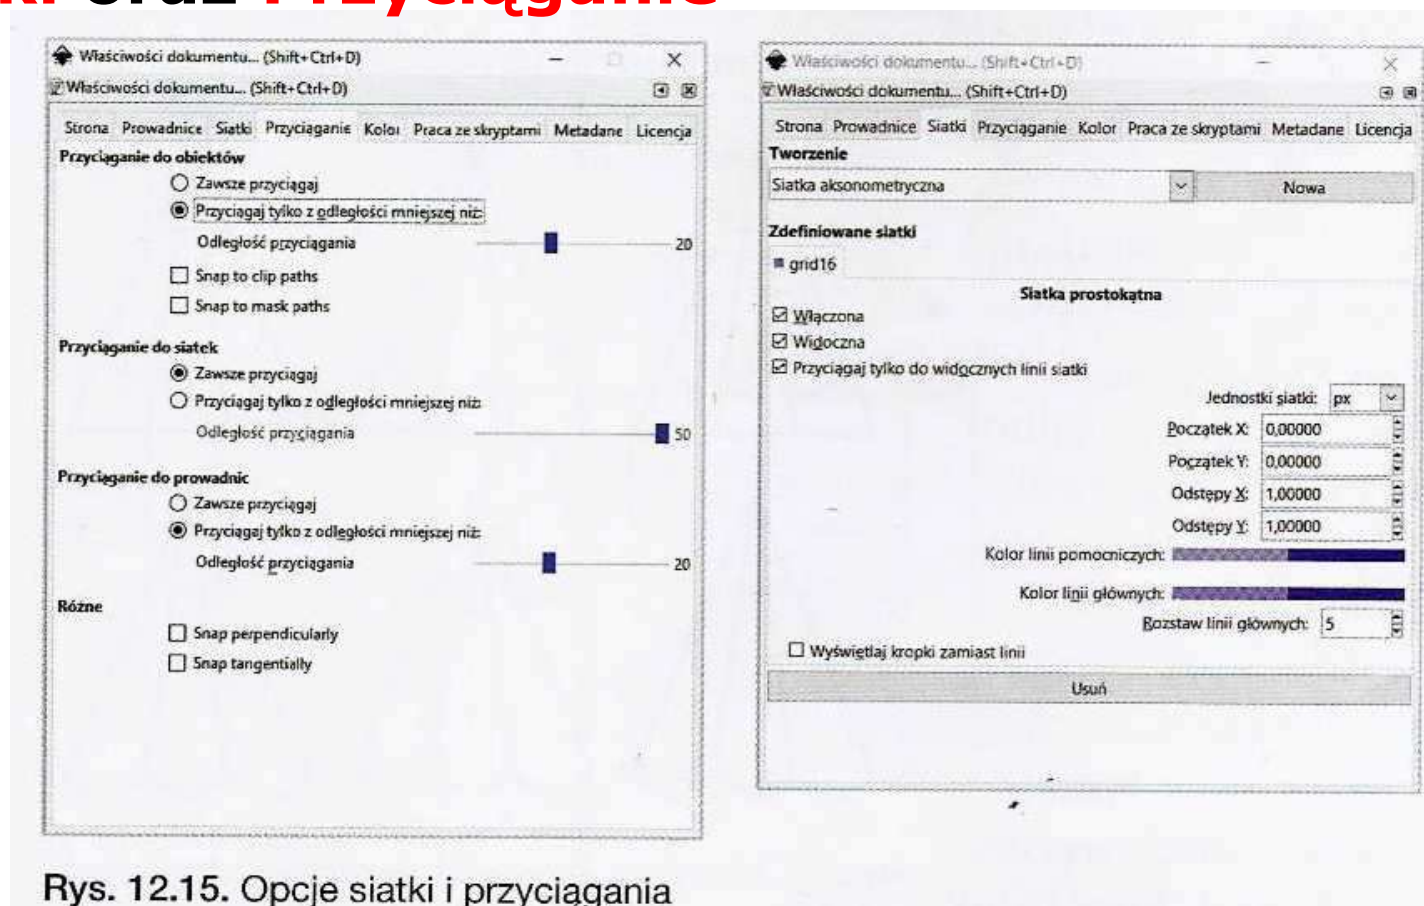 oraz Przyciąganie
Właściwości dokumentu... (Shift+Ctrl+D)
Właściwości dokumentu... (Shift+Ctrl+D)
Strona Prowadnice Siatki Przyciąganie Kolor Praca ze skryptami Metadane Licencja
Przyciąganie do obiektów
Zawsze przyciągaj
Przyciągaj tylko z odległości mniejszej niż:
Odległość przyciągania 20
Snap to clip paths
Snap to mask paths
Przyciąganie do siatek
Zawsze przyciągaj
Przyciągaj tylko z odległości mniejszej niż:
Odległość przyciągania 50
Przyciąganie do prowadnic
Zawsze przyciągaj
Przyciągaj tylko z odległości mniejszej niż:
Odległość przyciągania 20
Różne
Snap perpendicularly
Snap tangentially
Właściwości dokumentu... (Shift+Ctrl+D)
Właściwości dokumentu... (Shift+Ctrl+D)
Strona Prowadnice Siatki Przyciąganie Kolor Praca ze skryptami Metadane Licencja
Tworzenie
Siatka aksonometryczna Nowa
Zdefiniowane siatki
grid16
Siatka prostokątna
Włączona
Widoczna
Przyciągaj tylko do widocznych linii siatki
Jednostki siatki: px
Początek X: 0,00000
Początek Y: 0,00000
Odstępy X: 1,00000
Odstępy Y: 1,00000
Kolor linii pomocniczych:
Kolor linii głównych:
Rozstaw linii głównych: 5
Wyświetlaj kropki zamiast linii
Usuń
Rys. 12.15. Opcje siatki i przyciągania